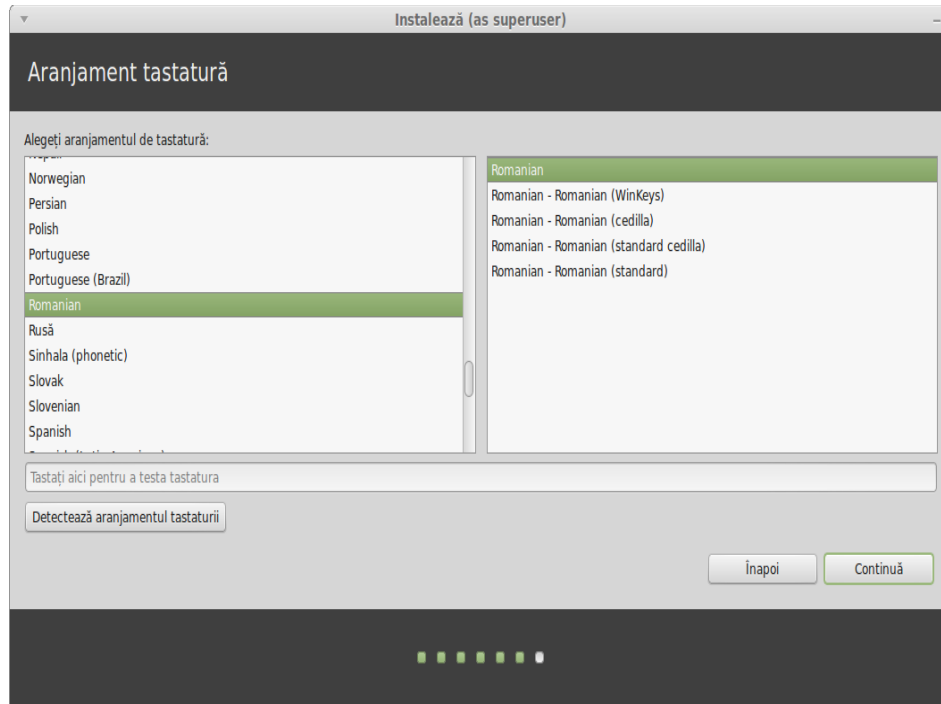 Instalează (as superuser)
Aranjament tastatură
Alegeți aranjamentul de tastatură:
Norwegian
Persian
Polish
Portuguese
Portuguese (Brazil)
Romanian
Rusă
Sinhala (phonetic)
Slovak
Slovenian
Spanish
Romanian
Romanian - Romanian (WinKeys)
Romanian - Romanian (cedilla)
Romanian - Romanian (standard cedilla)
Romanian - Romanian (standard)
Tastați aici pentru a testa tastatura
Detectează aranjamentul tastaturii
Înapoi
Continuă